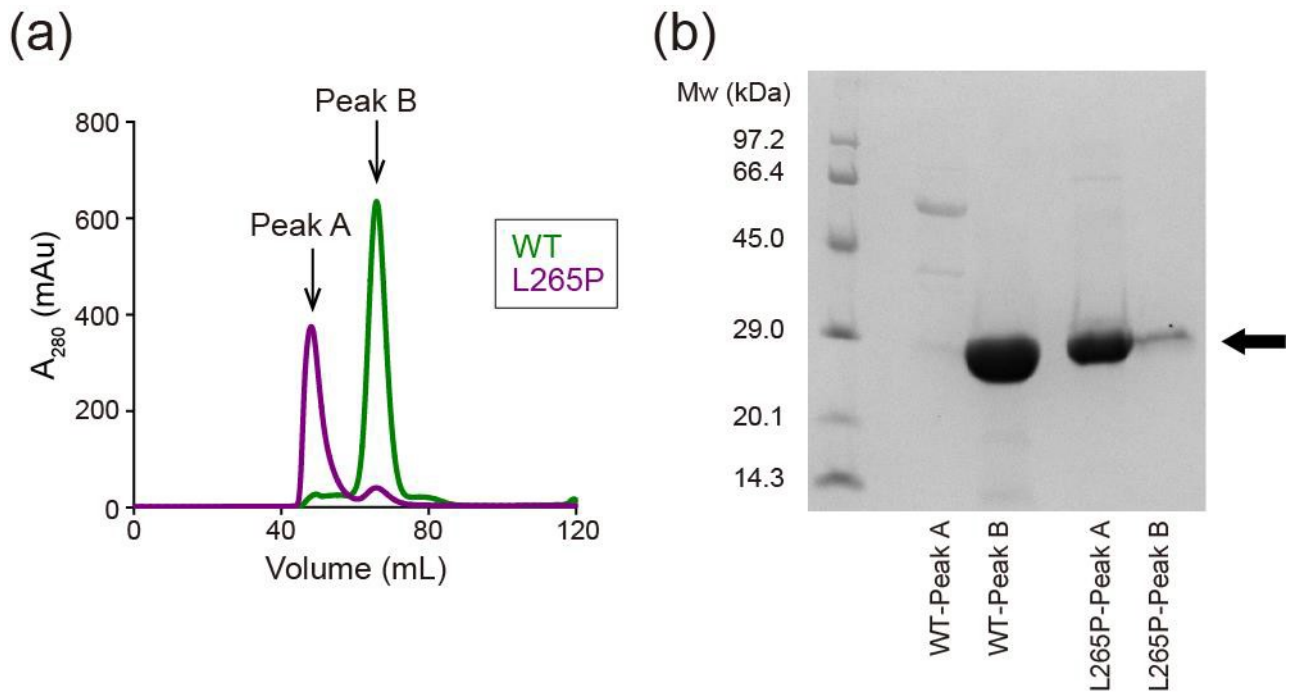 (a)
Peak B
Peak A
800
600
400
200
0
A280 (mAu)
0
40
80
120
Volume (mL)
WT
L265P
(b)
Mw (kDa)
97.2
66.4
45.0
29.0
20.1
14.3
WT-Peak A
WT-Peak B
L265P-Peak A
L265P-Peak B